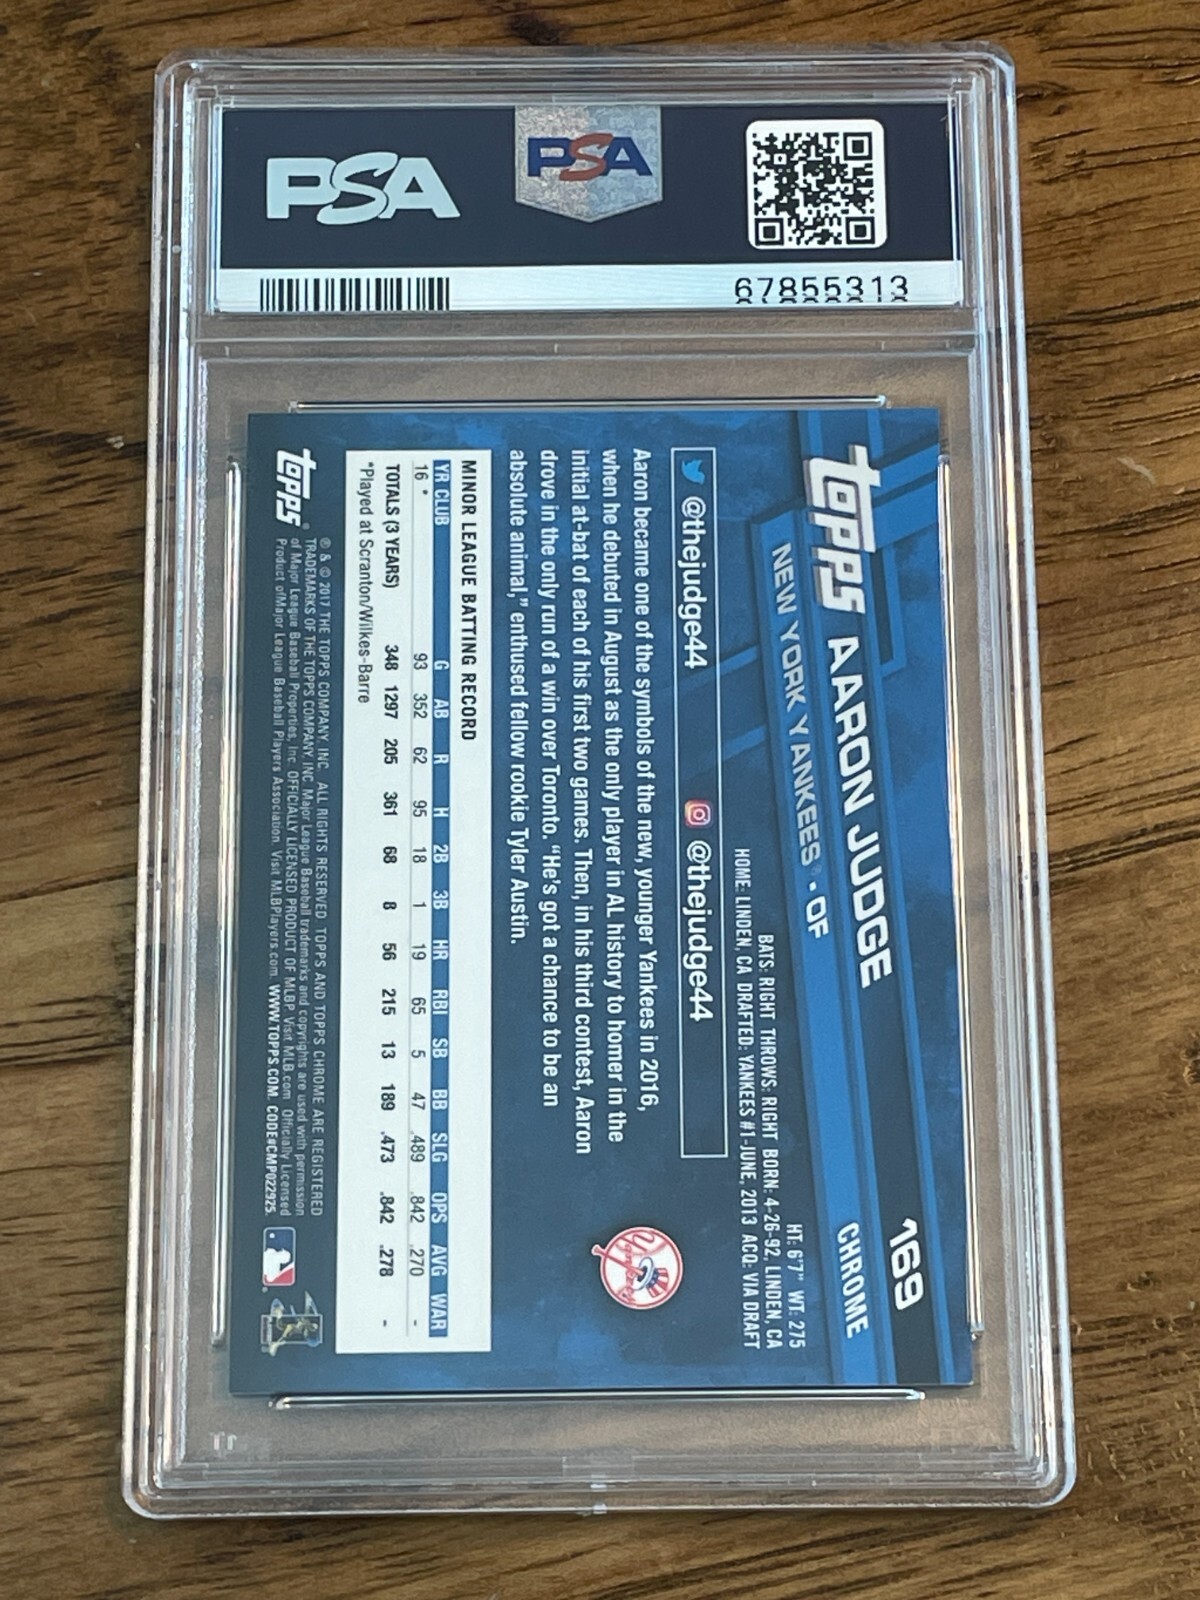 PSA
PSA
67855313
topps AARON JUDGE 169
NEW YORK YANKEES® • OF CHROME
HT: 6'7" WT: 275
BATS: RIGHT THROWS: RIGHT BORN: 4-26-92, LINDEN, CA
HOME: LINDEN, CA DRAFTED: YANKEES #1-JUNE, 2013 ACQ: VIA DRAFT
@thejudge44 @thejudge44
Aaron became one of the symbols of the new, younger Yankees in 2016,
when he debuted in August as the only player in AL history to homer in the
initial at-bat of each of his first two games. Then, in his third contest, Aaron
drove in the only run of a win over Toronto. “He’s got a chance to be an
absolute animal,” enthused fellow rookie Tyler Austin.
Yankees
MINOR LEAGUE BATTING RECORD
YR CLUB G AB R H 2B 3B HR RBI SB BB SLG OPS AVG WAR
16 * 93 352 62 95 18 1 19 65 5 47 .489 .842 .270 -
TOTALS (3 YEARS) 348 1297 205 361 68 8 56 215 13 189 .473 .842 .278 -
*Played at Scranton/Wilkes-Barre
topps®
® & © 2017 THE TOPPS COMPANY, INC. ALL RIGHTS RESERVED. TOPPS AND TOPPS CHROME ARE REGISTERED
TRADEMARKS OF THE TOPPS COMPANY, INC. Major League Baseball trademarks and copyrights are used with permission
of Major League Baseball Properties, Inc. OFFICIALLY LICENSED PRODUCT OF MLBP. Visit MLB.com Officially Licensed
Product of Major League Baseball Players Association. Visit MLBPlayers.com. WWW.TOPPS.COM. CODE#CMP022925.